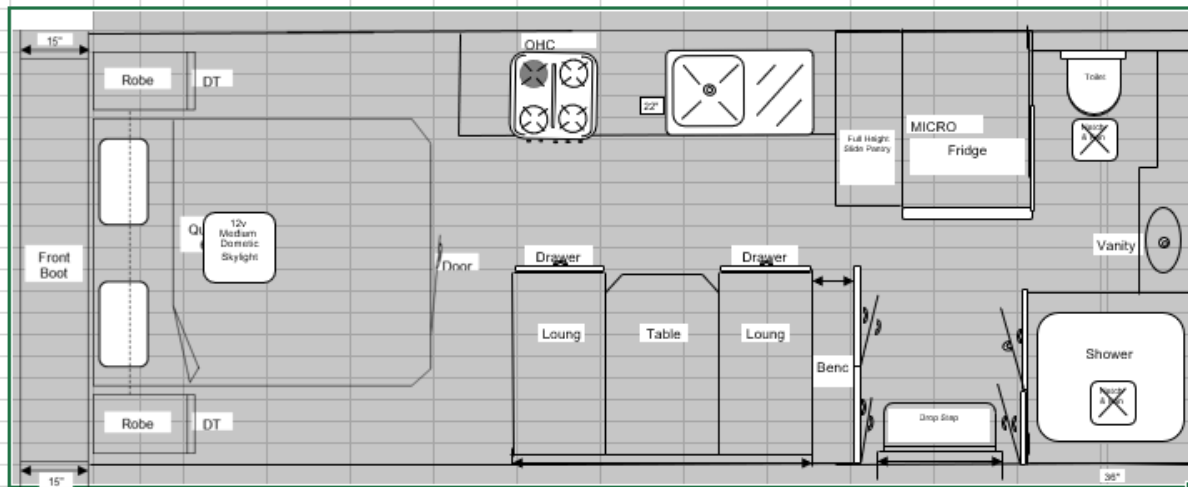 15"
OHC
Robe
DT
Toilet
22"
MICRO
Full Height
Slide Pantry
Fridge
12v
Medium
Dometic
Skylight
Vanity
Front
Boot
Door
Drawer
Drawer
Loung
Table
Loung
Shower
Benc
Robe
DT
Drop Step
15"
36"